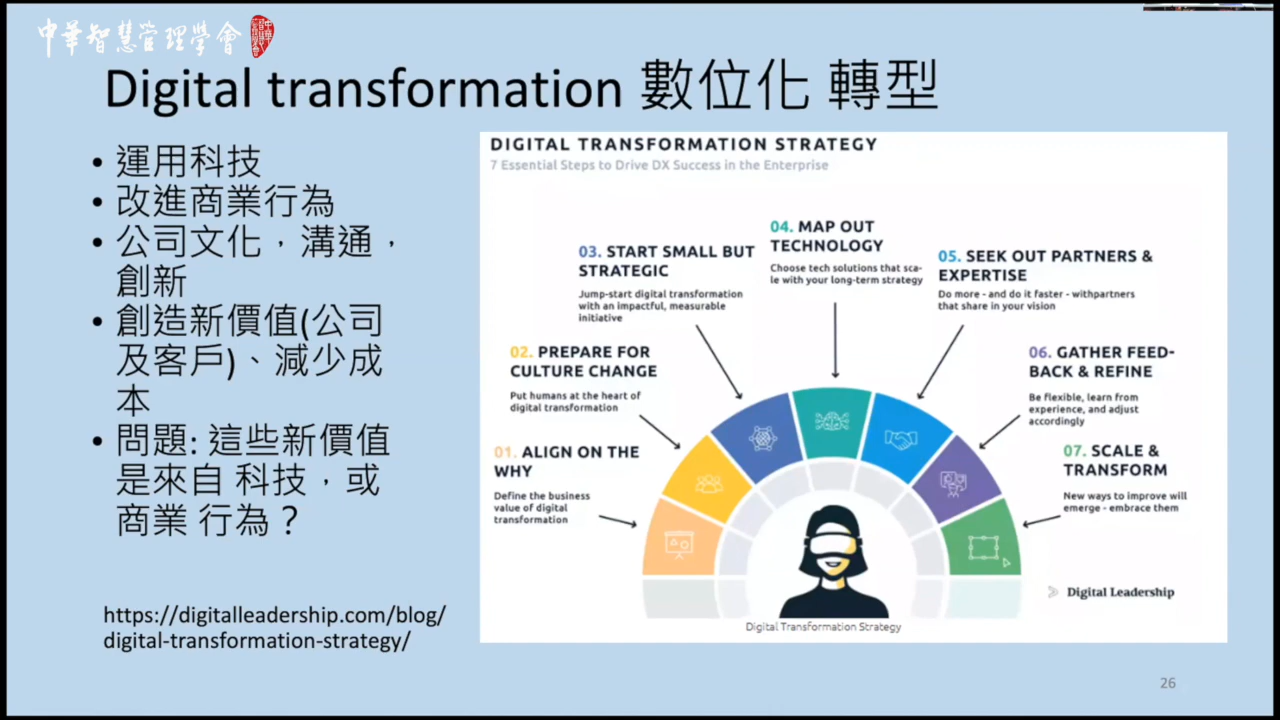 中華智慧管理學會
Digital transformation 數位化 轉型
• 運用科技
• 改進商業行為
• 公司文化，溝通，
創新
• 創造新價值(公司
及客戶)、減少成
本
• 問題: 這些新價值
是來自 科技，或
商業 行為？
https://digitalleadership.com/blog/
digital-transformation-strategy/
DIGITAL TRANSFORMATION STRATEGY
7 Essential Steps to Drive DX Success in the Enterprise
01. ALIGN ON THE
WHY
Define the business
value of digital
transformation
02. PREPARE FOR
CULTURE CHANGE
Put humans at the heart of
digital transformation
03. START SMALL BUT
STRATEGIC
Jump-start digital transformation
with an impactful, measurable
initiative
04. MAP OUT
TECHNOLOGY
Choose tech solutions that sca-
le with your long-term strategy
05. SEEK OUT PARTNERS &
EXPERTISE
Do more - and do it faster - withpartners
that share in your vision
06. GATHER FEED-
BACK & REFINE
Be flexible, learn from
experience, and adjust
accordingly
07. SCALE &
TRANSFORM
New ways to improve will
emerge - embrace them
Digital Leadership
Digital Transformation Strategy
26